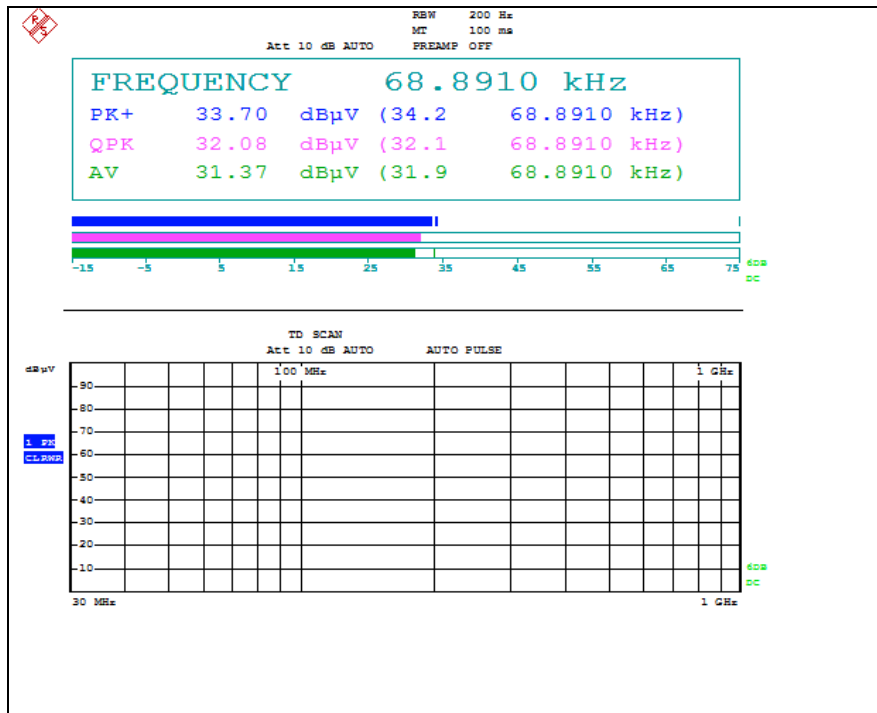 R S
RBW 200 Hz
MT 100 ms
Att 10 dB AUTO PREAMP OFF
FREQUENCY 68.8910 kHz
PK+ 33.70 dBµV (34.2 68.8910 kHz)
QPK 32.08 dBµV (32.1 68.8910 kHz)
AV 31.37 dBµV (31.9 68.8910 kHz)
-15 -5 5 15 25 35 45 55 65 75
6DB
DC
TD SCAN
Att 10 dB AUTO AUTO PULSE
dBµV
100 MHz 1 GHz
90
80
70
1 PK
CLRWR
60
50
40
30
20
10
6DB
DC
30 MHz 1 GHz